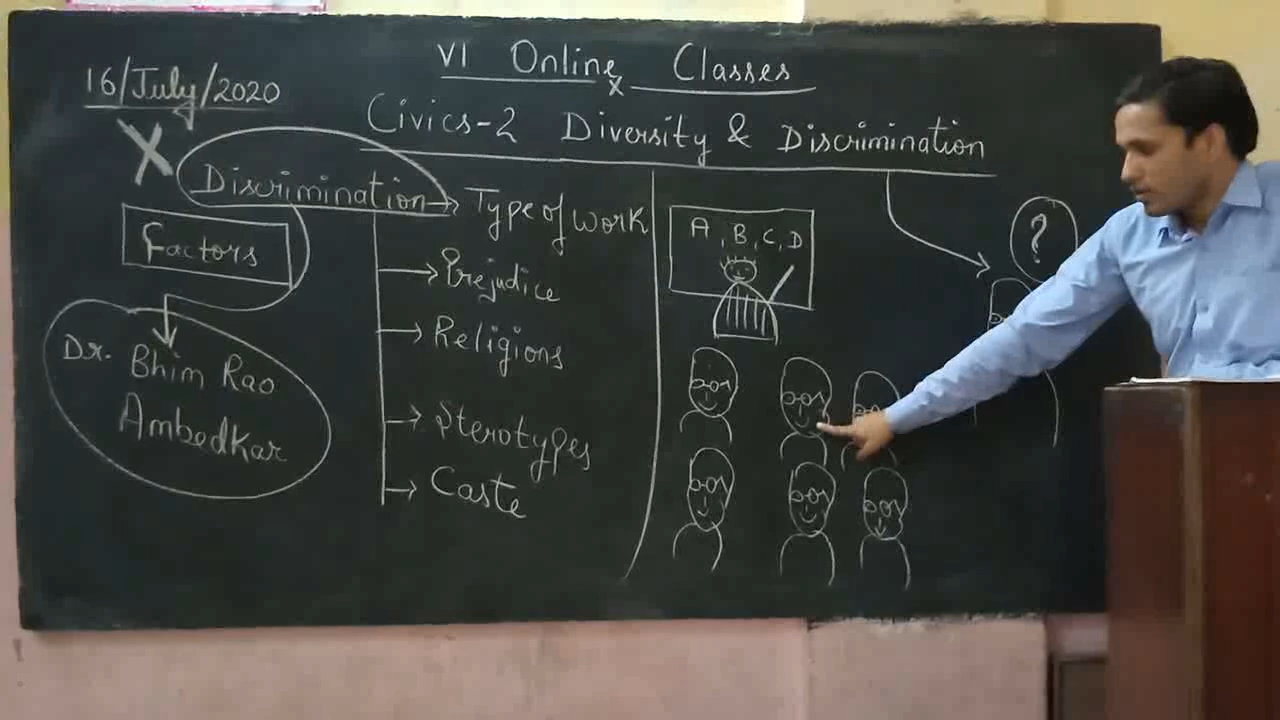 VI Online Classes
x
16/July/2020
Civics-2 Diversity & Discrimination
X
Discrimination → Type of work
Factors
→ Prejudice
→ Religions
Dr. Bhim Rao
Ambedkar
→ Sterotypes
→ Caste
A, B, C, D
?